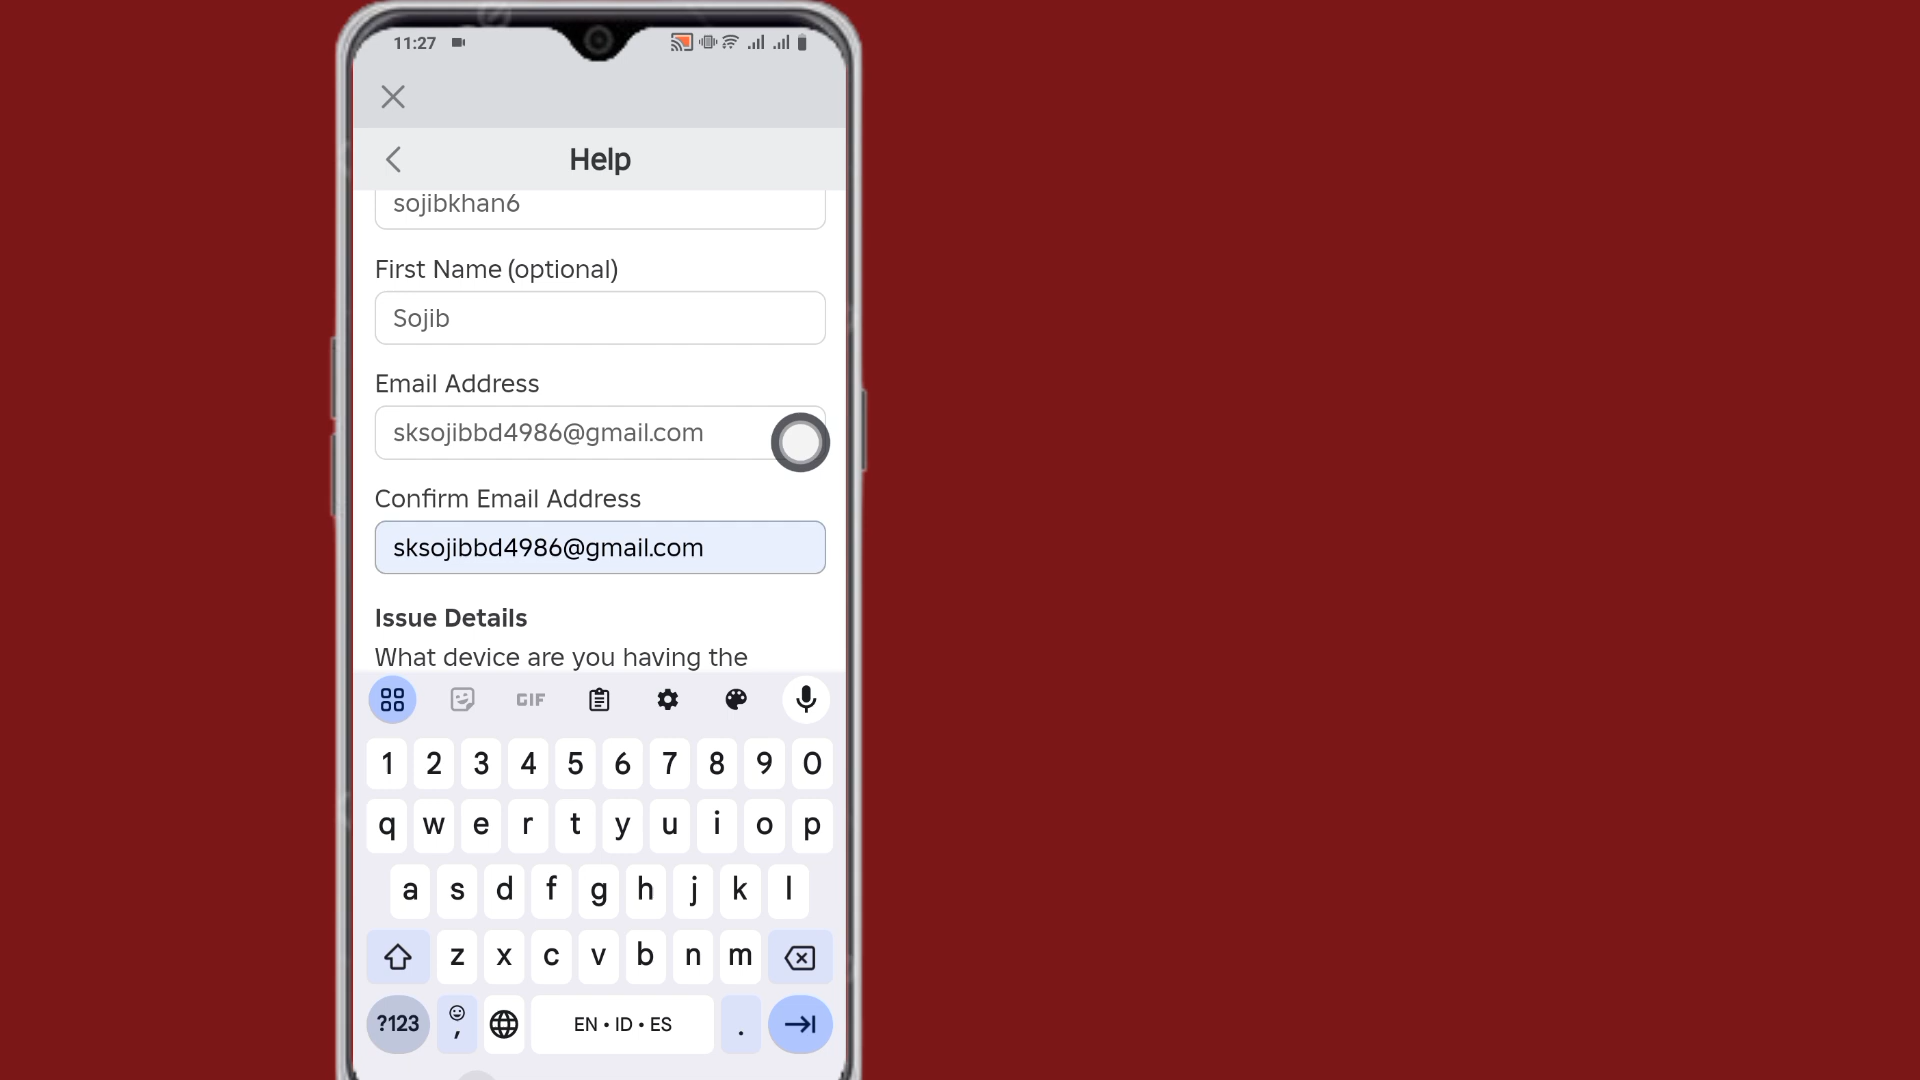 11:27
Help
sojibkhan6
First Name (optional)
Sojib
Email Address
sksojibbd4986@gmail.com
Confirm Email Address
sksojibbd4986@gmail.com
Issue Details
What device are you having the
GIF
1 2 3 4 5 6 7 8 9 0
q w e r t y u i o p
a s d f g h j k l
z x c v b n m
?123 , EN • ID • ES .